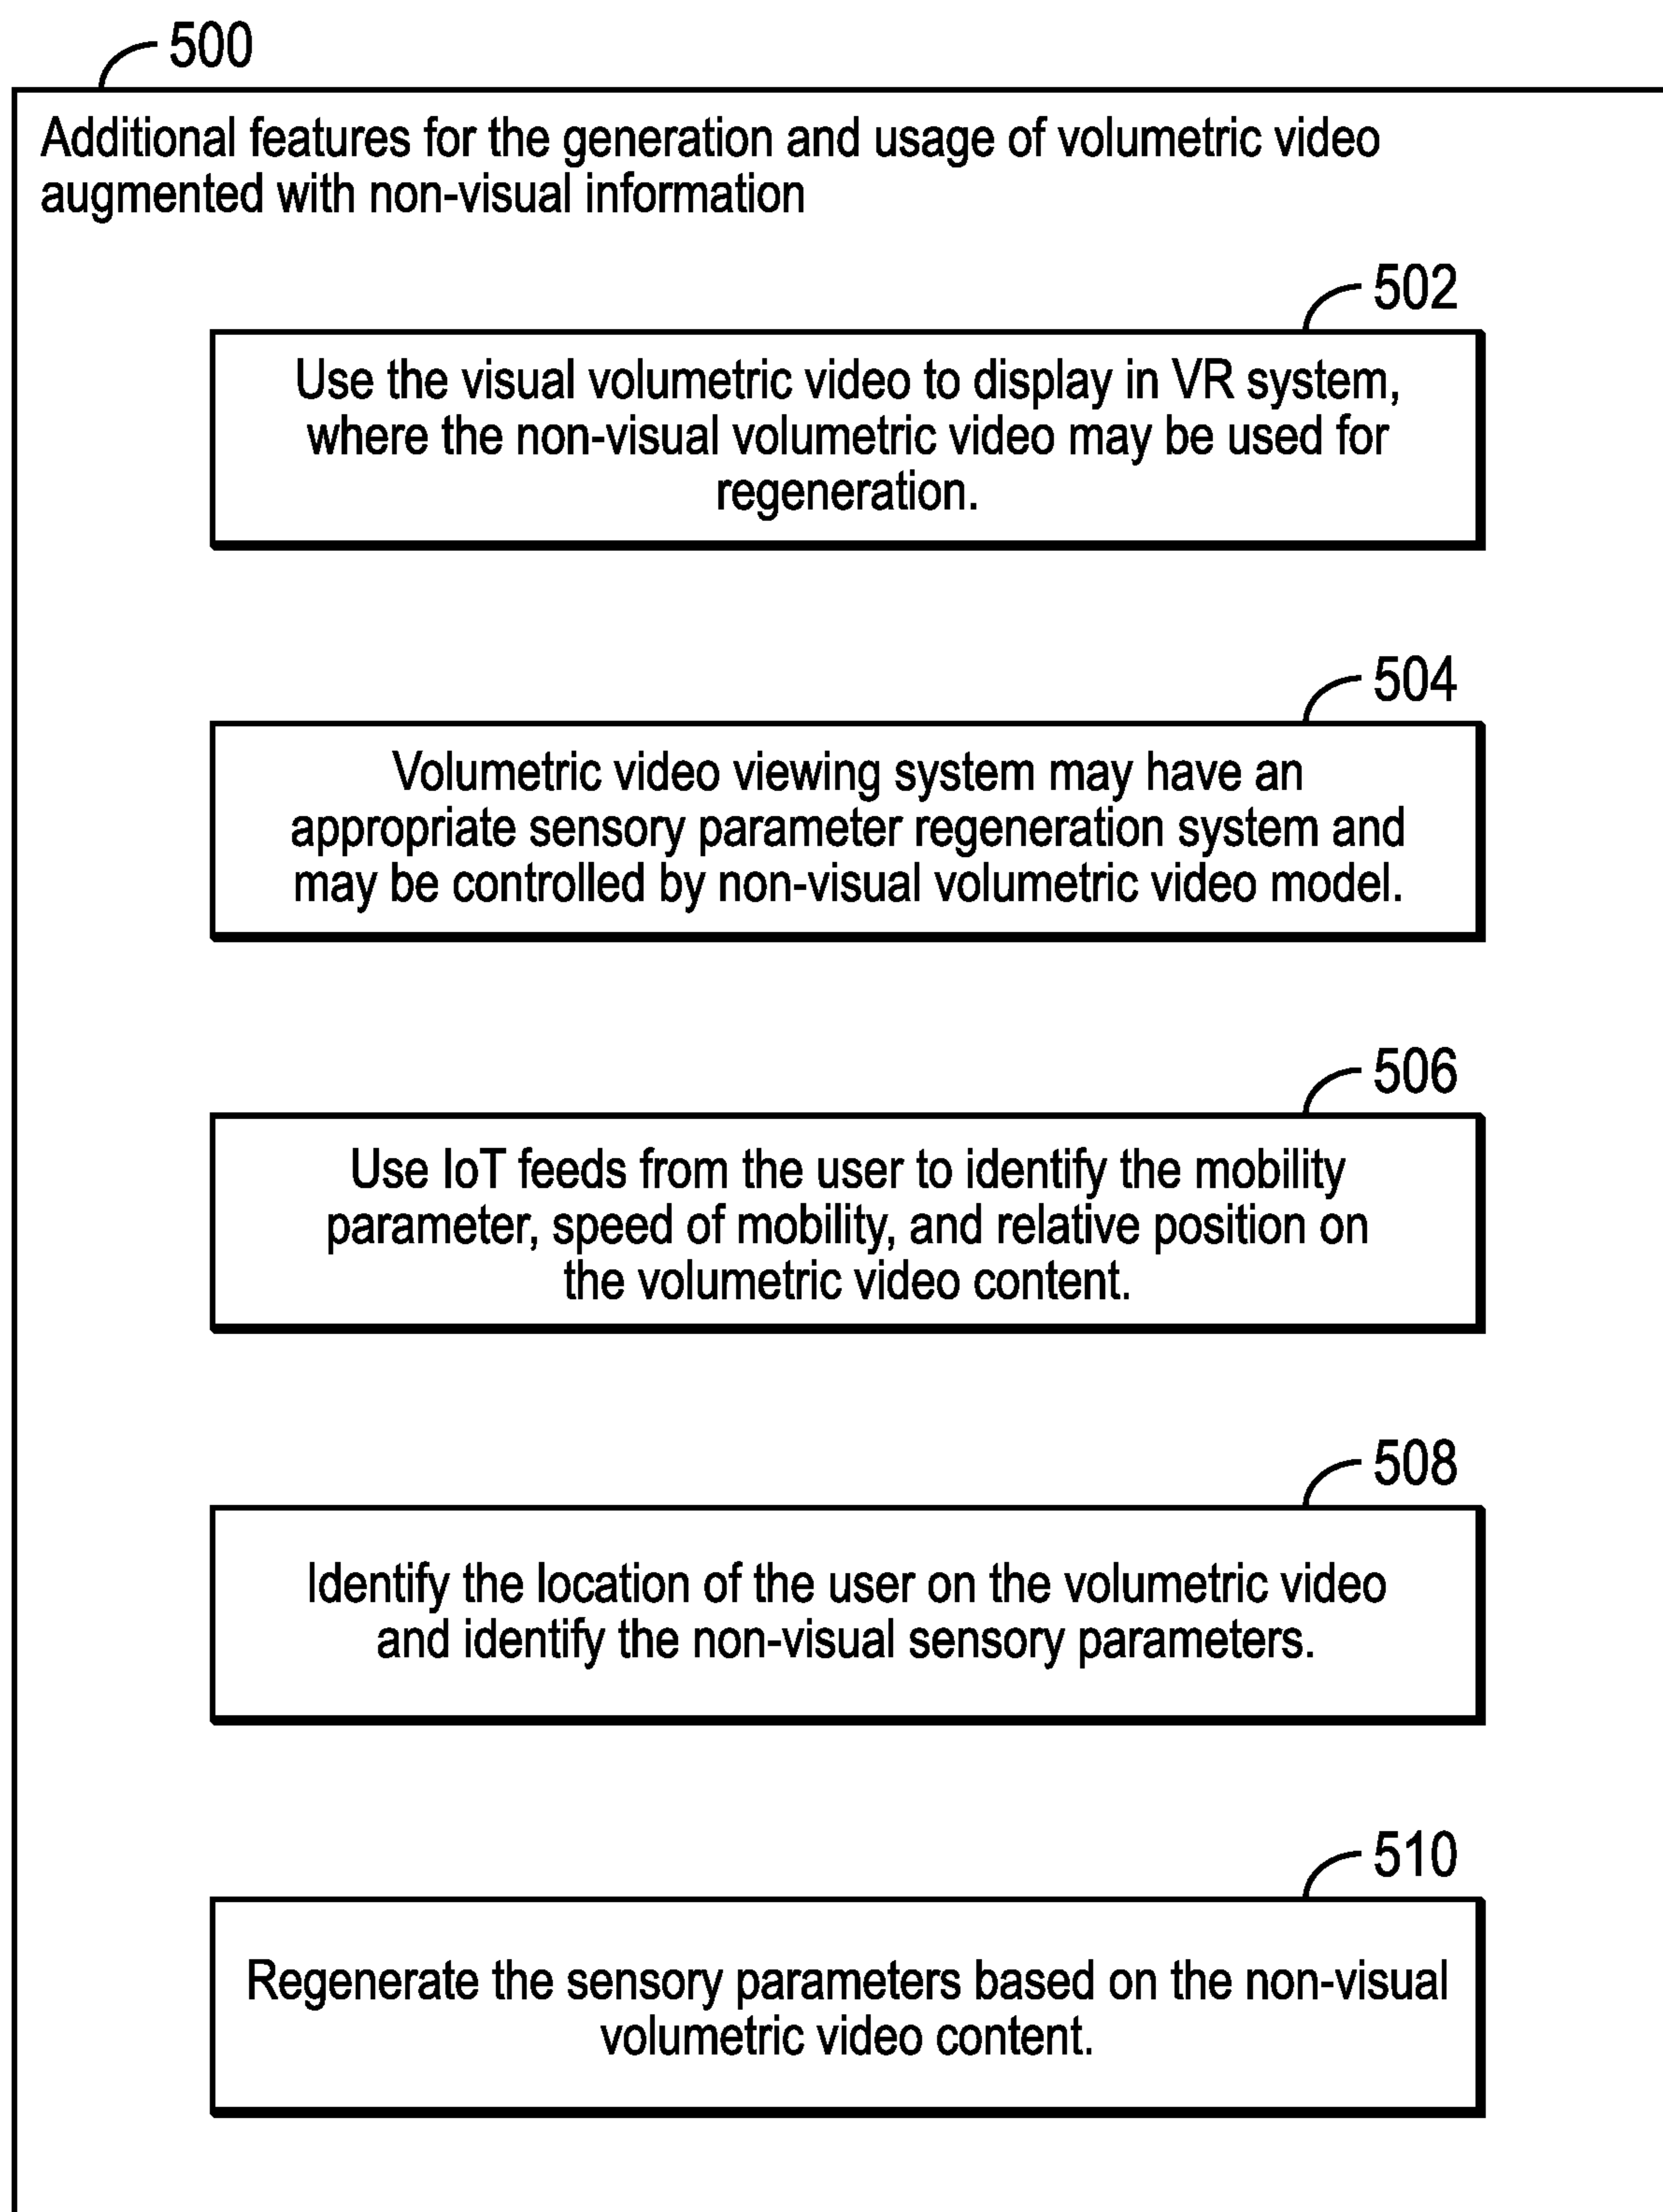 500
Additional features for the generation and usage of volumetric video
augmented with non-visual information
502
Use the visual volumetric video to display in VR system,
where the non-visual volumetric video may be used for
regeneration.
504
Volumetric video viewing system may have an
appropriate sensory parameter regeneration system and
may be controlled by non-visual volumetric video model.
506
Use IoT feeds from the user to identify the mobility
parameter, speed of mobility, and relative position on
the volumetric video content.
508
Identify the location of the user on the volumetric video
and identify the non-visual sensory parameters.
510
Regenerate the sensory parameters based on the non-visual
volumetric video content.